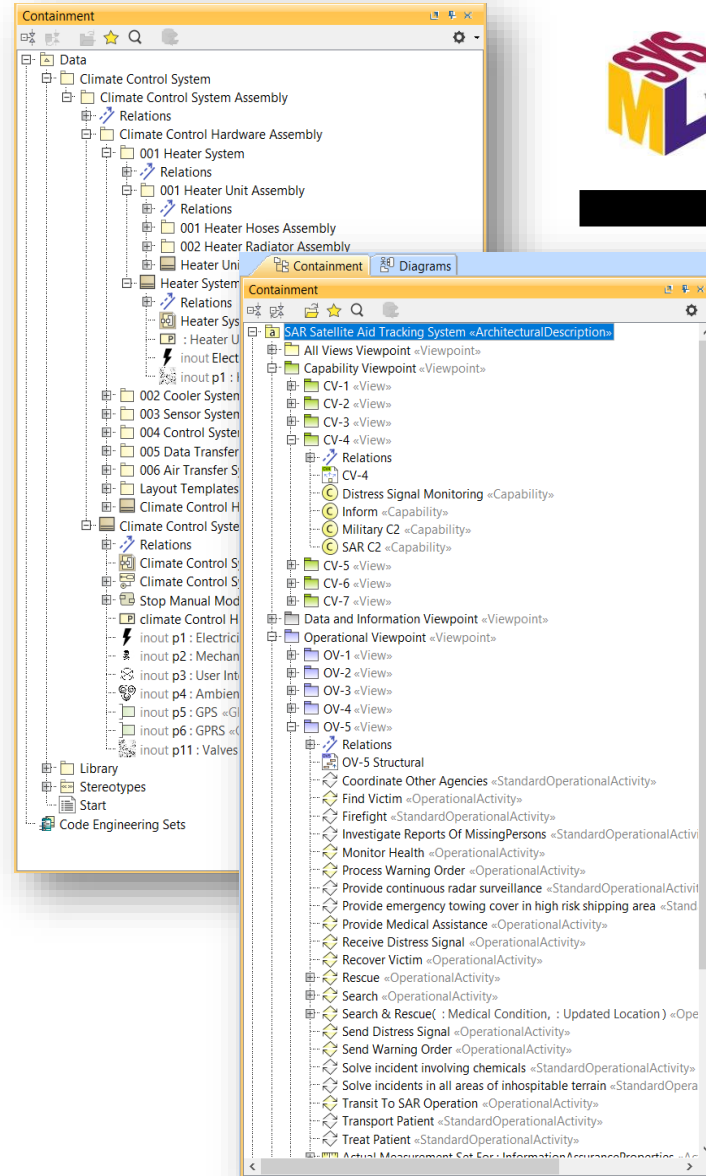 Containment
Data
Climate Control System
Climate Control System Assembly
Relations
Climate Control Hardware Assembly
001 Heater System
Relations
001 Heater Unit Assembly
Relations
001 Heater Hoses Assembly
002 Heater Radiator Assembly
Heater Uni
Heater System
Relations
Heater Sys
: Heater U
inout Elect
inout p1 :
002 Cooler System
003 Sensor System
004 Control System
005 Data Transfer
006 Air Transfer S
Layout Templates
Climate Control H
Climate Control Syste
Relations
Climate Control S
Climate Control S
Stop Manual Mod
climate Control H
inout p1 : Electrici
inout p2 : Mechan
inout p3 : User Int
inout p4 : Ambien
inout p5 : GPS «G
inout p6 : GPRS «
inout p11 : Valves
Library
Stereotypes
Start
Code Engineering Sets
SYS
ML
Containment Diagrams
Containment
SAR Satellite Aid Tracking System «ArchitecturalDescription»
All Views Viewpoint «Viewpoint»
Capability Viewpoint «Viewpoint»
CV-1 «View»
CV-2 «View»
CV-3 «View»
CV-4 «View»
Relations
CV-4
Distress Signal Monitoring «Capability»
Inform «Capability»
Military C2 «Capability»
SAR C2 «Capability»
CV-5 «View»
CV-6 «View»
CV-7 «View»
Data and Information Viewpoint «Viewpoint»
Operational Viewpoint «Viewpoint»
OV-1 «View»
OV-2 «View»
OV-3 «View»
OV-4 «View»
OV-5 «View»
Relations
OV-5 Structural
Coordinate Other Agencies «StandardOperationalActivity»
Find Victim «OperationalActivity»
Firefight «StandardOperationalActivity»
Investigate Reports Of MissingPersons «StandardOperationalActivi
Monitor Health «OperationalActivity»
Process Warning Order «OperationalActivity»
Provide continuous radar surveillance «StandardOperationalActivit
Provide emergency towing cover in high risk shipping area «Stand
Provide Medical Assistance «OperationalActivity»
Receive Distress Signal «OperationalActivity»
Recover Victim «OperationalActivity»
Rescue «OperationalActivity»
Search «OperationalActivity»
Search & Rescue( : Medical Condition, : Updated Location ) «Ope
Send Distress Signal «OperationalActivity»
Send Warning Order «OperationalActivity»
Solve incident involving chemicals «StandardOperationalActivity»
Solve incidents in all areas of inhospitable terrain «StandardOpera
Transit To SAR Operation «OperationalActivity»
Transport Patient «StandardOperationalActivity»
Treat Patient «StandardOperationalActivity»
Actual Measurement Set For : InformationAssuranceProperties